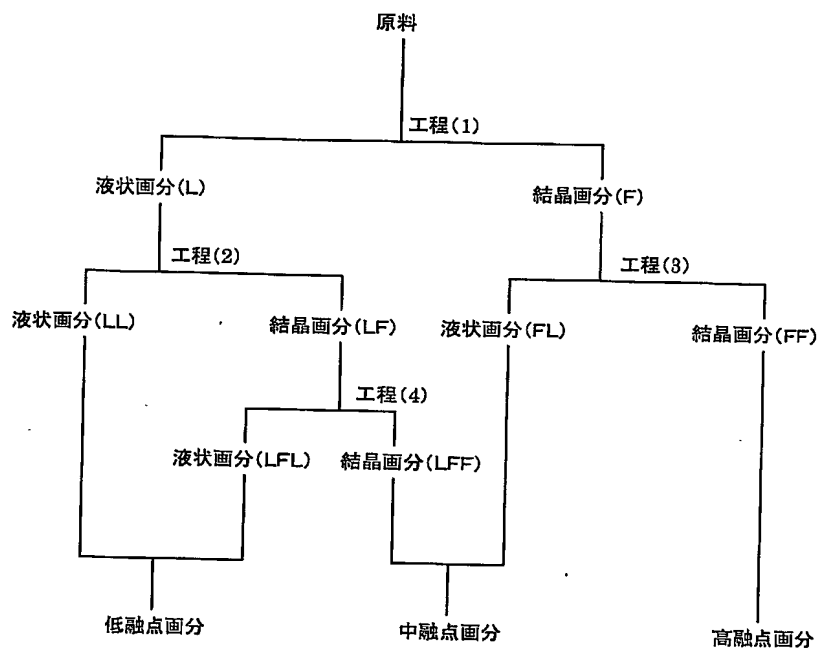 原料
工程(1)
液状画分(L)
結晶画分(F)
工程(2)
工程(3)
液状画分(LL)
結晶画分(LF)
液状画分(FL)
結晶画分(FF)
工程(4)
液状画分(LFL)
結晶画分(LFF)
低融点画分
中融点画分
高融点画分